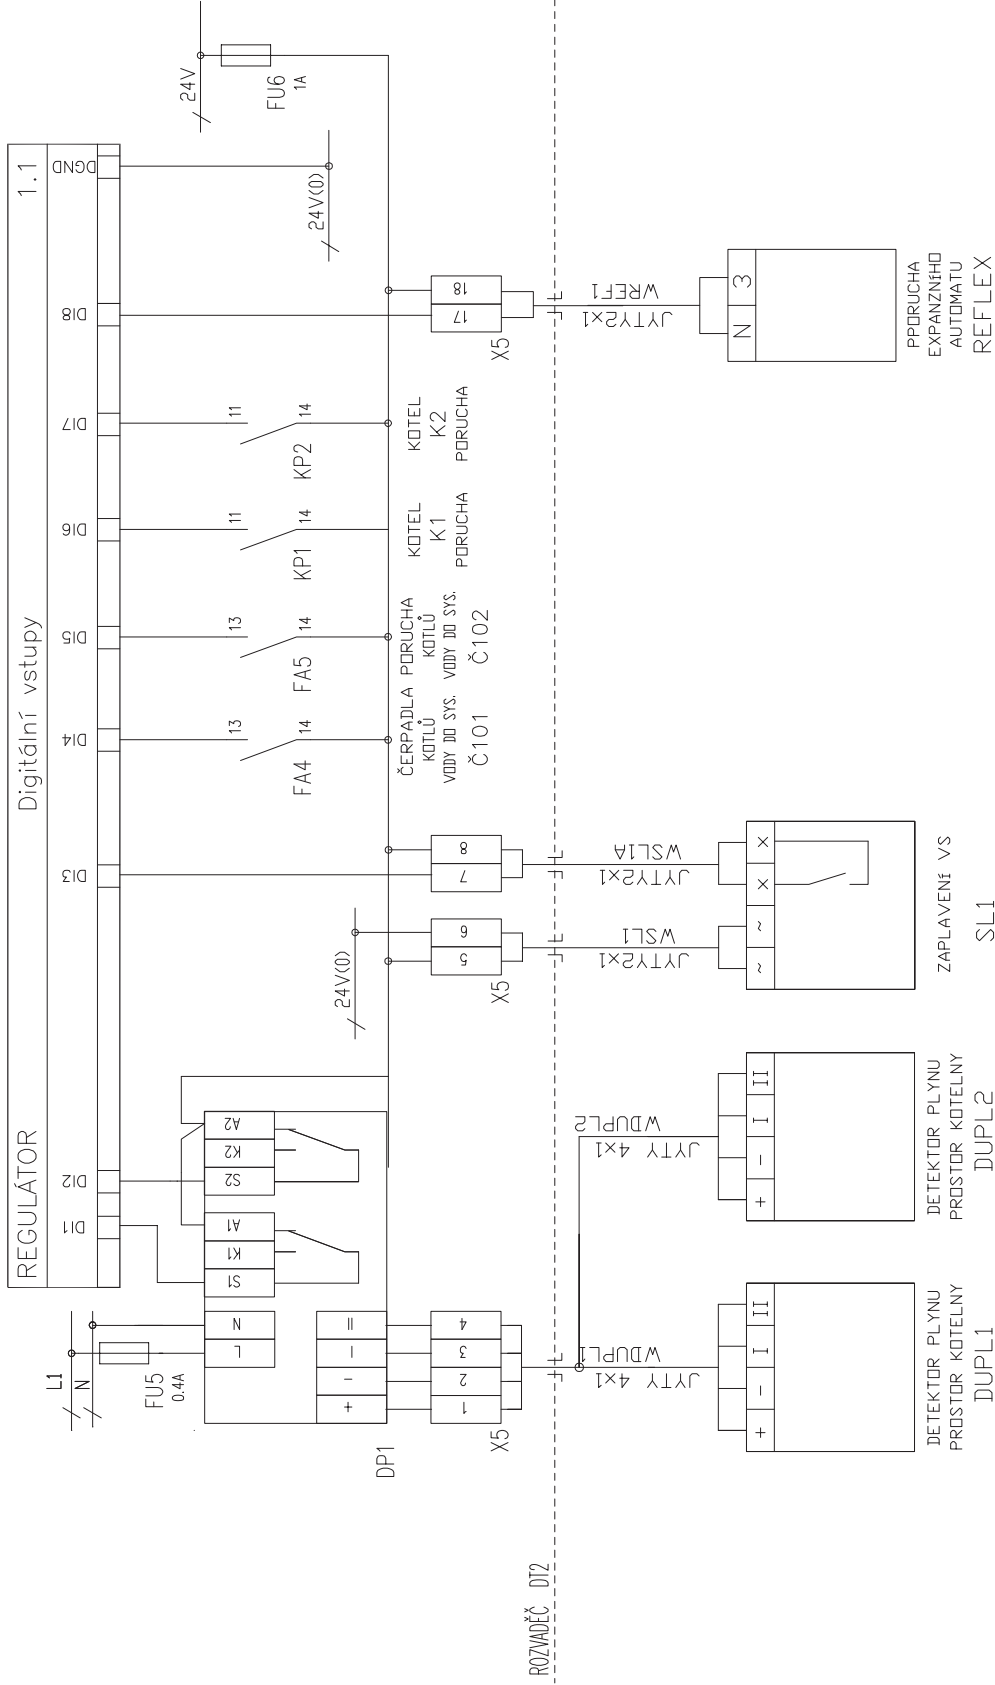 REGULÁTOR
Digitální vstupy
1.1
DI1
DI2
DI3
DI4
DI5
DI6
DI7
DI8
DGND
L1
N
FU5
0.4A
L
N
S1
K1
A1
S2
K2
A2
+
–
I
II
DP1
24V(0)
24V(0)
24V
FU6
1A
13
14
FA4
13
14
FA5
11
14
KP1
11
14
KP2
ČERPADLA PORUCHA
KOTLŮ
KOTLŮ
VODY DO SYS.
VODY DO SYS.
Č101
Č102
KOTEL
K1
PORUCHA
KOTEL
K2
PORUCHA
1
2
3
4
X5
5
6
X5
7
8
17
18
X5
ROZVADĚČ DT2
WDUPL1
JYTY 4x1
WDUPL2
JYTY 4x1
WSL1
JYTY2x1
WSL1A
JYTY2x1
WREF1
JYTY2x1
+
–
I
II
DETEKTOR PLYNU
PROSTOR KOTELNY
DUPL1
+
–
I
II
DETEKTOR PLYNU
PROSTOR KOTELNY
DUPL2
~
~
X
X
ZAPLAVENÍ VS
SL1
N
3
PPORUCHA
EXPANZNÍHO
AUTOMATU
REFLEX